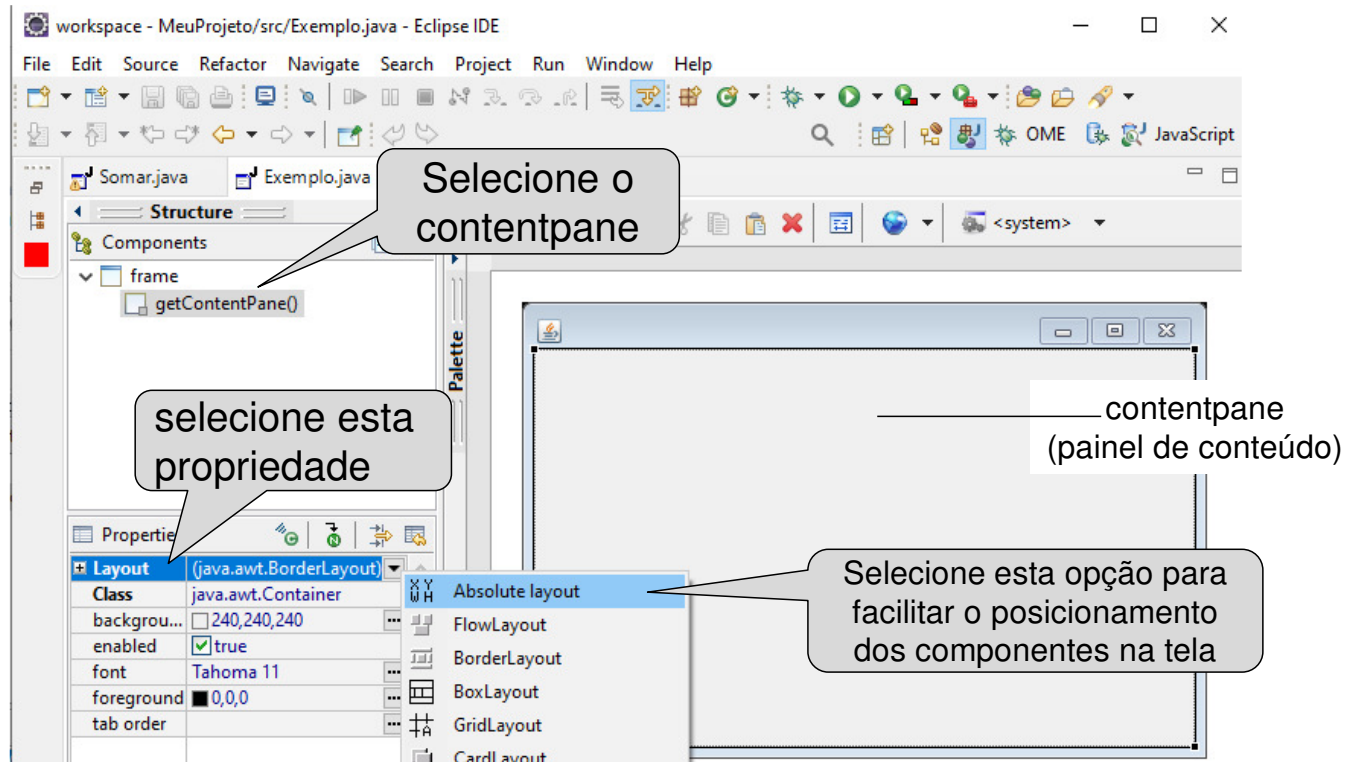 workspace - MeuProjeto/src/Exemplo.java - Eclipse IDE
File Edit Source Refactor Navigate Search Project Run Window Help
OME JavaScript
Somar.java Exemplo.java
Selecione o
contentpane
Structure
<system>
Components
frame
getContentPane()
Palette
contentpane
(painel de conteúdo)
selecione esta
propriedade
Propertie
Layout (java.awt.BorderLayout)
Class java.awt.Container
backgrou... 240,240,240
enabled true
font Tahoma 11
foreground 0,0,0
tab order
Absolute layout
FlowLayout
BorderLayout
BoxLayout
GridLayout
CardLayout
Selecione esta opção para
facilitar o posicionamento
dos componentes na tela